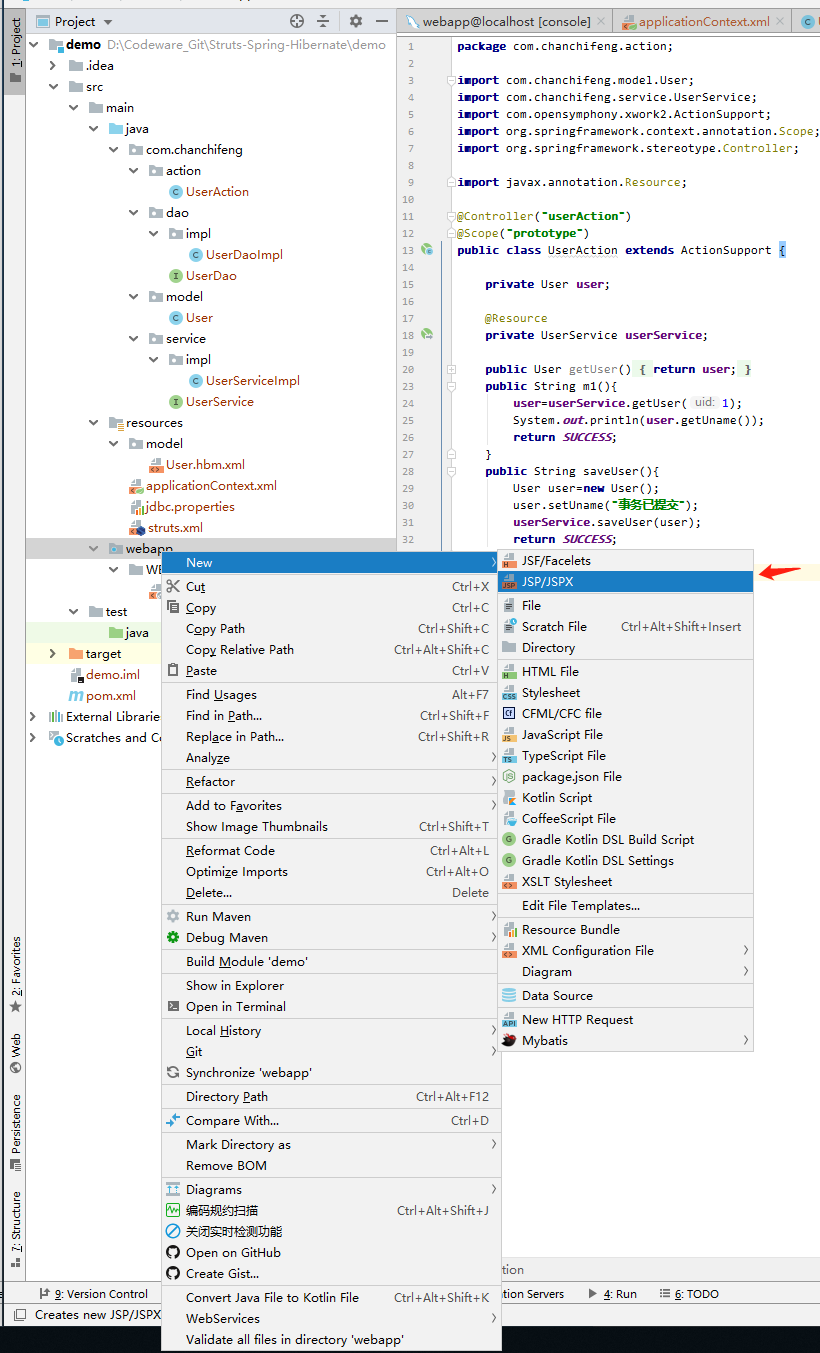 1: Project
Project
webapp@localhost [console]
applicationContext.xml
demo D:\Codeware_Git\Struts-Spring-Hibernate\demo
.idea
src
main
java
com.chanchifeng
action
UserAction
dao
impl
UserDaoImpl
UserDao
model
User
service
impl
UserServiceImpl
UserService
resources
model
User.hbm.xml
applicationContext.xml
jdbc.properties
struts.xml
webapp
WE
test
java
target
demo.iml
pom.xml
External Libraries
Scratches and Co
1 package com.chanchifeng.action;
2
3 import com.chanchifeng.model.User;
4 import com.chanchifeng.service.UserService;
5 import com.opensymphony.xwork2.ActionSupport;
6 import org.springframework.context.annotation.Scope;
7 import org.springframework.stereotype.Controller;
8
9 import javax.annotation.Resource;
10
11 @Controller("userAction")
12 @Scope("prototype")
13 public class UserAction extends ActionSupport {
14
15 private User user;
16
17 @Resource
18 private UserService userService;
19
20 public User getUser() { return user; }
23 public String m1(){
24 user=userService.getUser( uid: 1);
25 System.out.println(user.getUname());
26 return SUCCESS;
27 }
28 public String saveUser(){
29 User user=new User();
30 user.setUname("事务已提交");
31 userService.saveUser(user);
32 return SUCCESS;
New
Cut Ctrl+X
Copy Ctrl+C
Copy Path Ctrl+Shift+C
Copy Relative Path Ctrl+Alt+Shift+C
Paste Ctrl+V
Find Usages Alt+F7
Find in Path... Ctrl+Shift+F
Replace in Path... Ctrl+Shift+R
Analyze
Refactor
Add to Favorites
Show Image Thumbnails Ctrl+Shift+T
Reformat Code Ctrl+Alt+L
Optimize Imports Ctrl+Alt+O
Delete... Delete
Run Maven
Debug Maven
Build Module 'demo'
Show in Explorer
Open in Terminal
Local History
Git
Synchronize 'webapp'
Directory Path Ctrl+Alt+F12
Compare With... Ctrl+D
Mark Directory as
Remove BOM
Diagrams
编码规约扫描 Ctrl+Alt+Shift+J
关闭实时检测功能
Open on GitHub
Create Gist...
Convert Java File to Kotlin File Ctrl+Alt+Shift+K
WebServices
Validate all files in directory 'webapp'
JSF/Facelets
JSP/JSPX
File
Scratch File Ctrl+Alt+Shift+Insert
Directory
HTML File
Stylesheet
CFML/CFC file
JavaScript File
TypeScript File
package.json File
Kotlin Script
CoffeeScript File
Gradle Kotlin DSL Build Script
Gradle Kotlin DSL Settings
XSLT Stylesheet
Edit File Templates...
Resource Bundle
XML Configuration File
Diagram
Data Source
New HTTP Request
Mybatis
2: Favorites
Web
Persistence
7: Structure
tion
9: Version Control
tion Servers
4: Run
6: TODO
Creates new JSP/JSPX